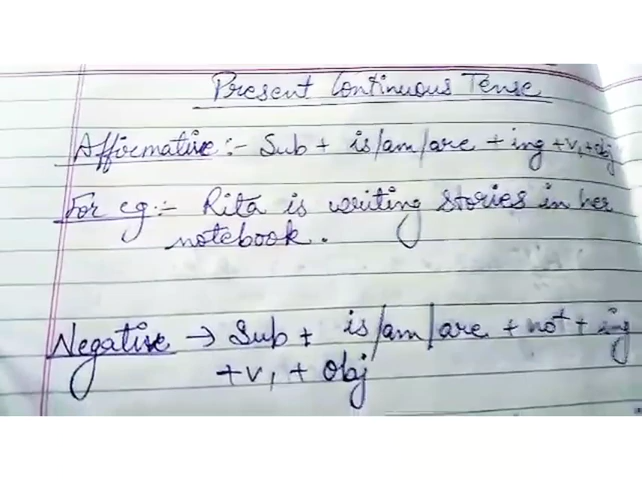 Present Continuous Tense
Affirmative :- Sub + is/am/are + ing + v1 + obj
For eg :- Rita is writing stories in her
notebook.
Negative → Sub + is/am/are + not + ing
+ v1 + obj